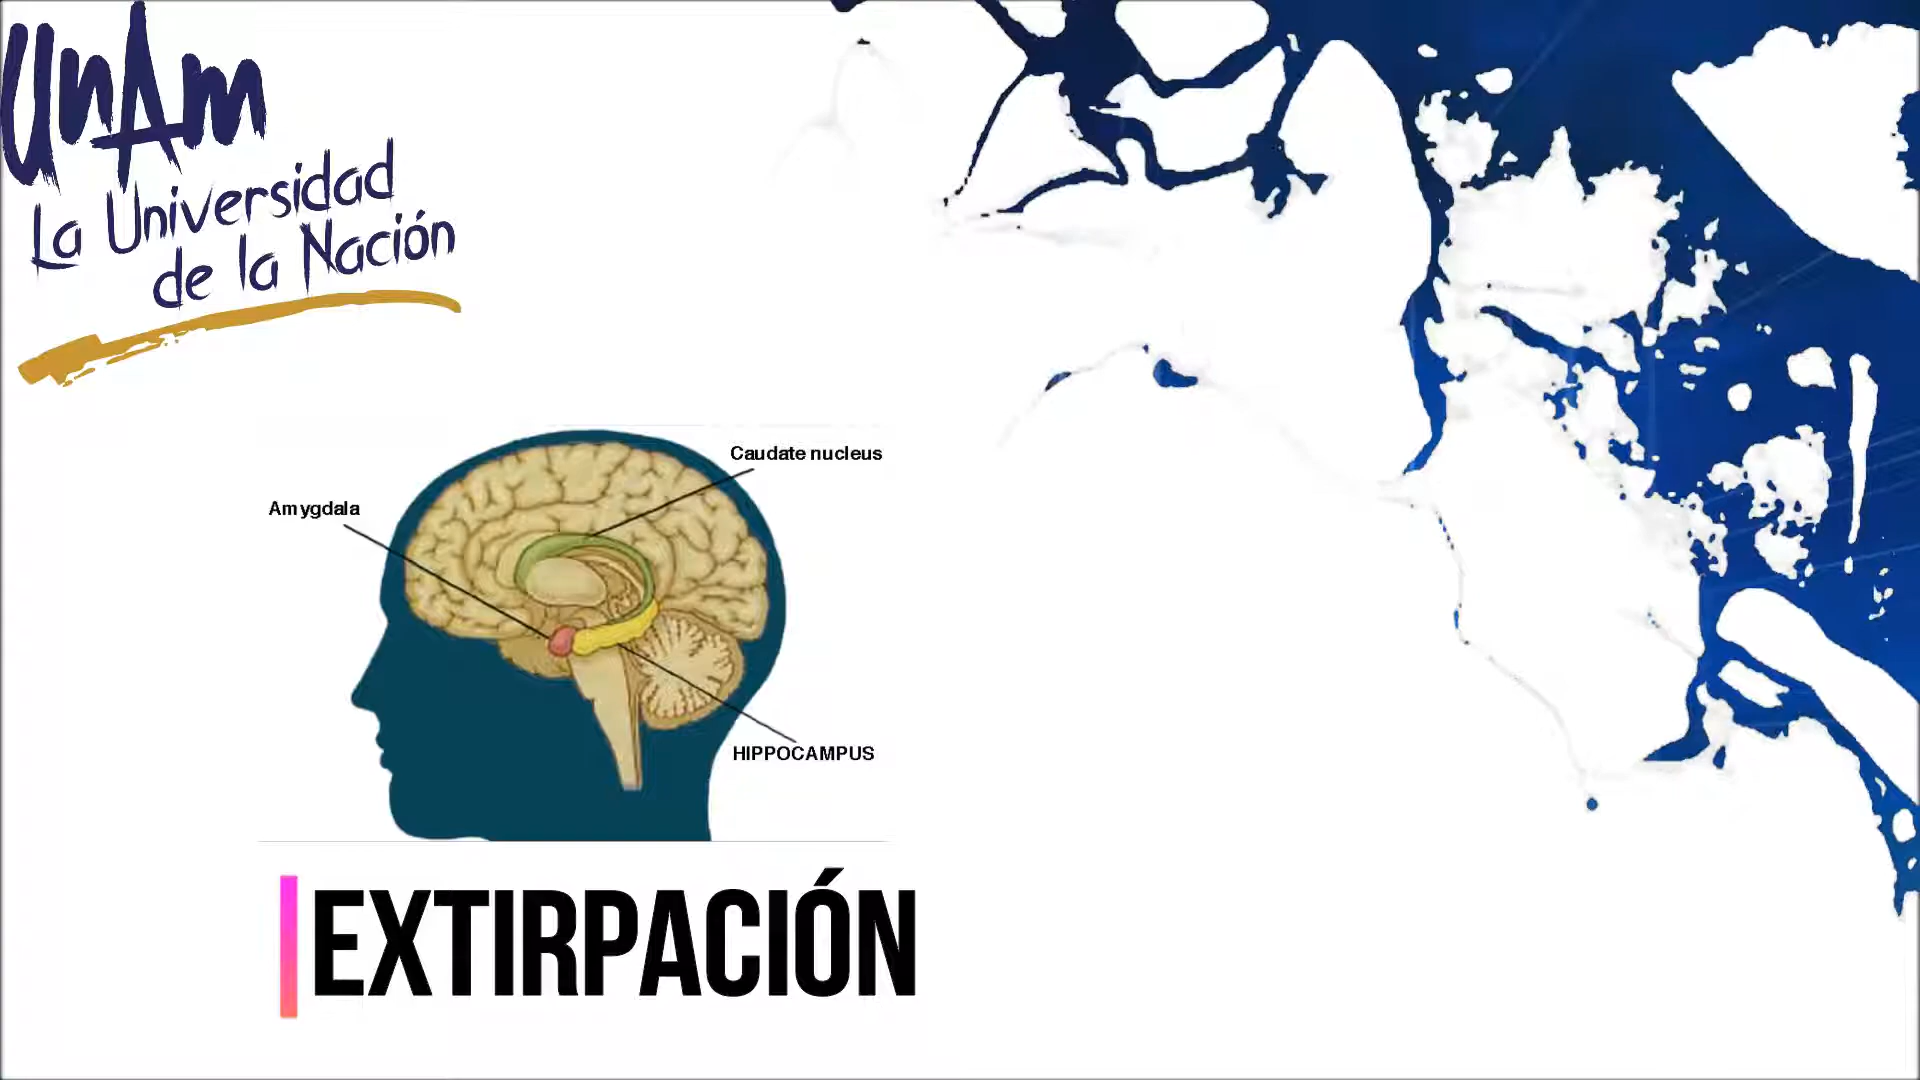 UnAm
La Universidad
de la Nación
Caudate nucleus
Amygdala
HIPPOCAMPUS
EXTIRPACIÓN